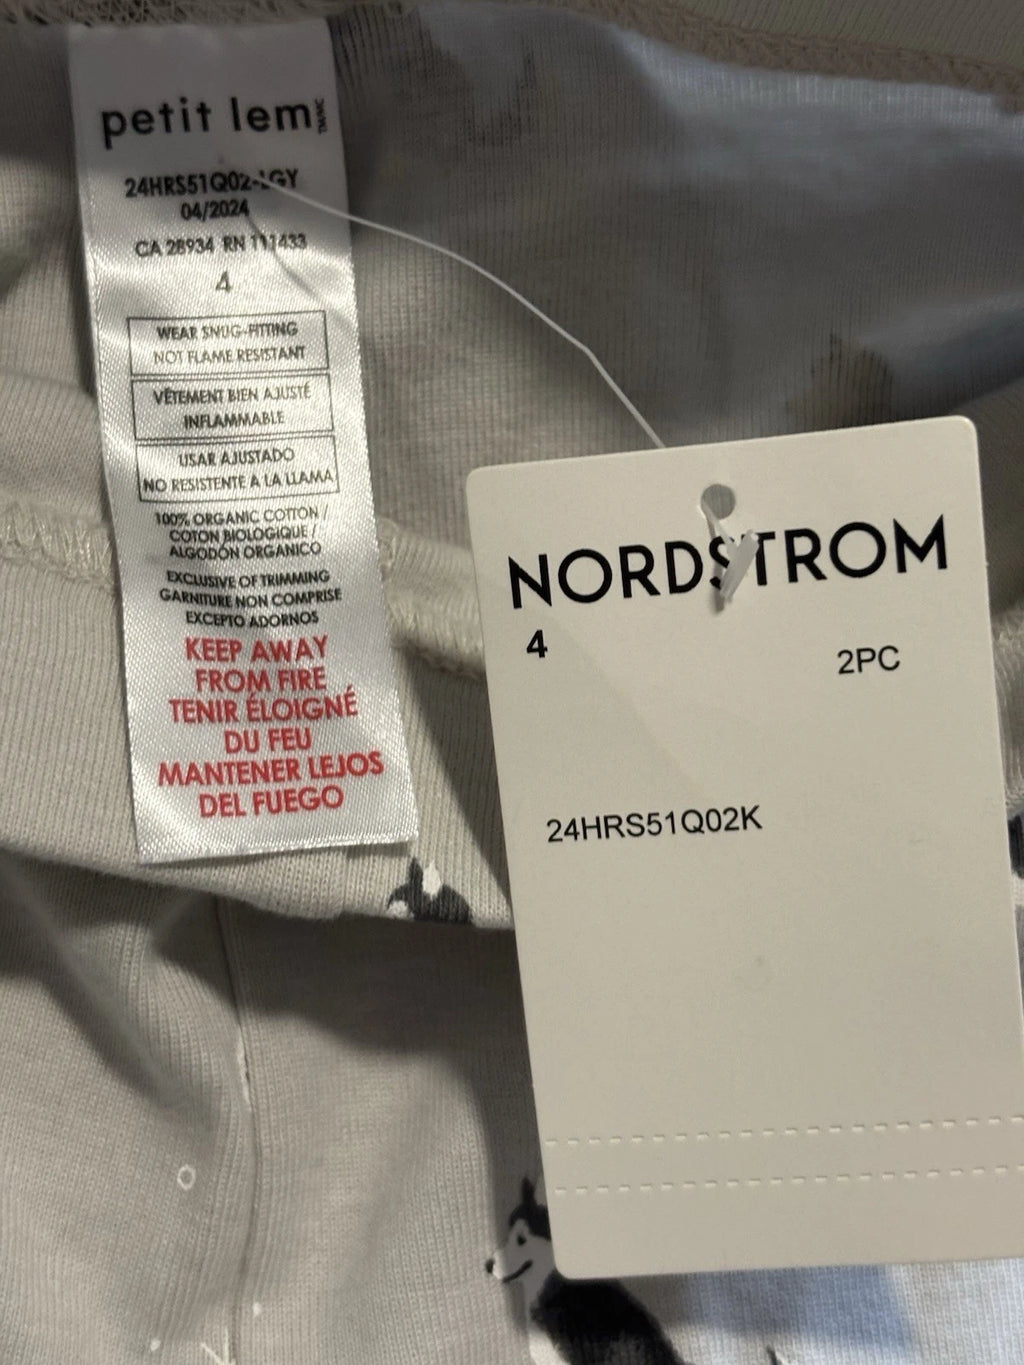 petit lem TM/MC
24HRS51Q02-LGY
04/2024
CA 28934 RN 111433
4
WEAR SNUG-FITTING
NOT FLAME RESISTANT
VÊTEMENT BIEN AJUSTÉ
INFLAMMABLE
USAR AJUSTADO
NO RESISTENTE A LA LLAMA
100% ORGANIC COTTON /
COTON BIOLOGIQUE /
ALGODÓN ORGANICO
EXCLUSIVE OF TRIMMING
GARNITURE NON COMPRISE
EXCEPTO ADORNOS
KEEP AWAY
FROM FIRE
TENIR ÉLOIGNÉ
DU FEU
MANTENER LEJOS
DEL FUEGO
NORDSTROM
4 2PC
24HRS51Q02K